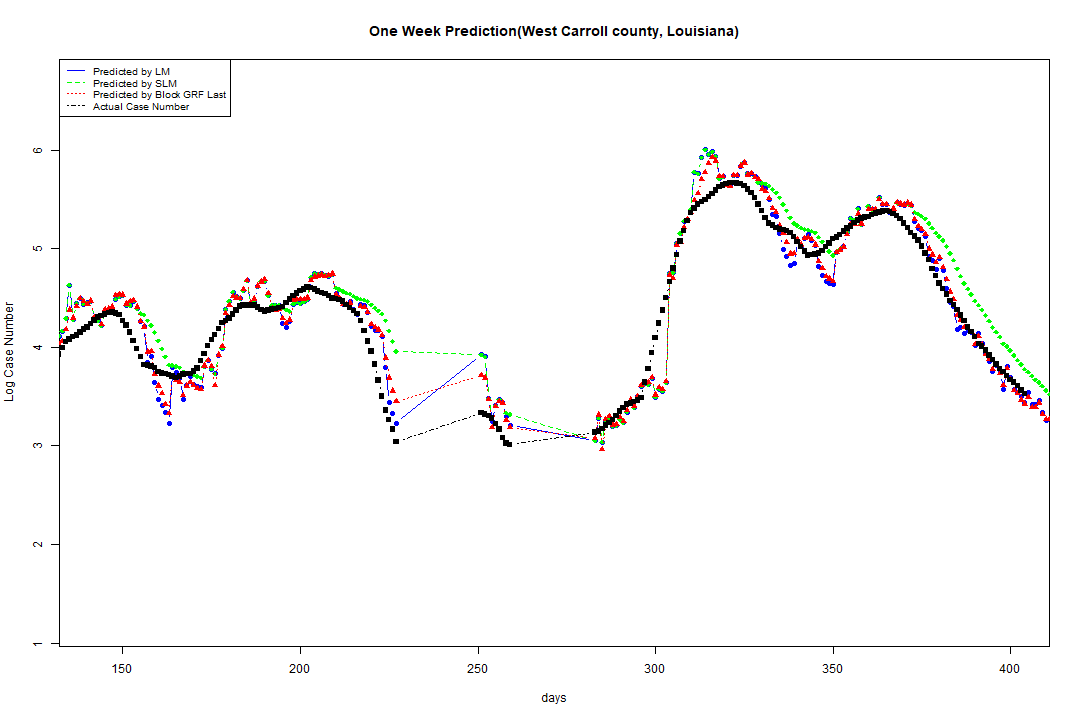 One Week Prediction(West Carroll county, Louisiana)
Predicted by LM
Predicted by SLM
Predicted by Block GRF Last
Actual Case Number
Log Case Number
6
5
4
3
2
1
150 200 250 300 350 400
days